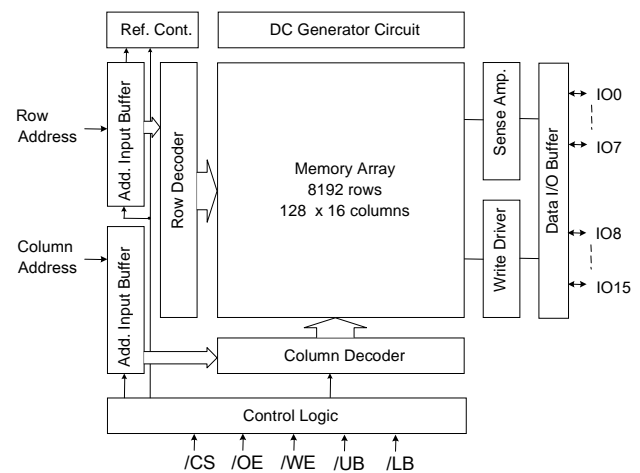 Ref. Cont.
DC Generator Circuit
Row
Address
Add. Input Buffer
Row Decoder
Memory Array
8192 rows
128 x 16 columns
Sense Amp.
Data I/O Buffer
IO0
IO7
Column
Address
Add. Input Buffer
Write Driver
IO8
IO15
Column Decoder
Control Logic
/CS
/OE
/WE
/UB
/LB